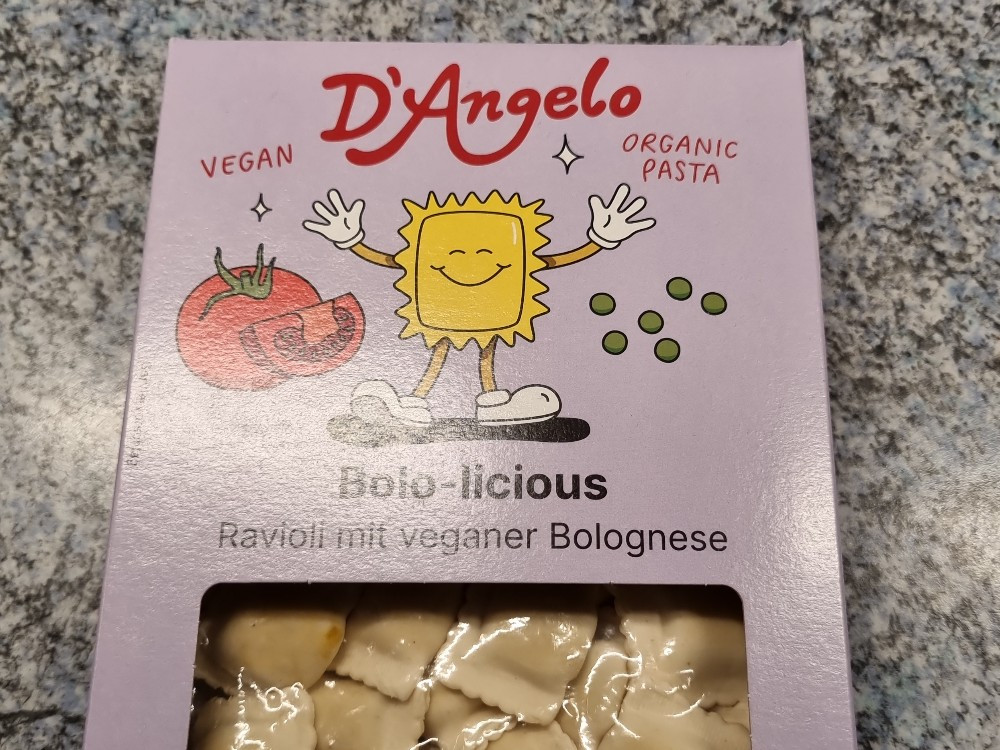 D'Angelo
VEGAN
ORGANIC
PASTA
Bolo-licious
Ravioli mit veganer Bolognese